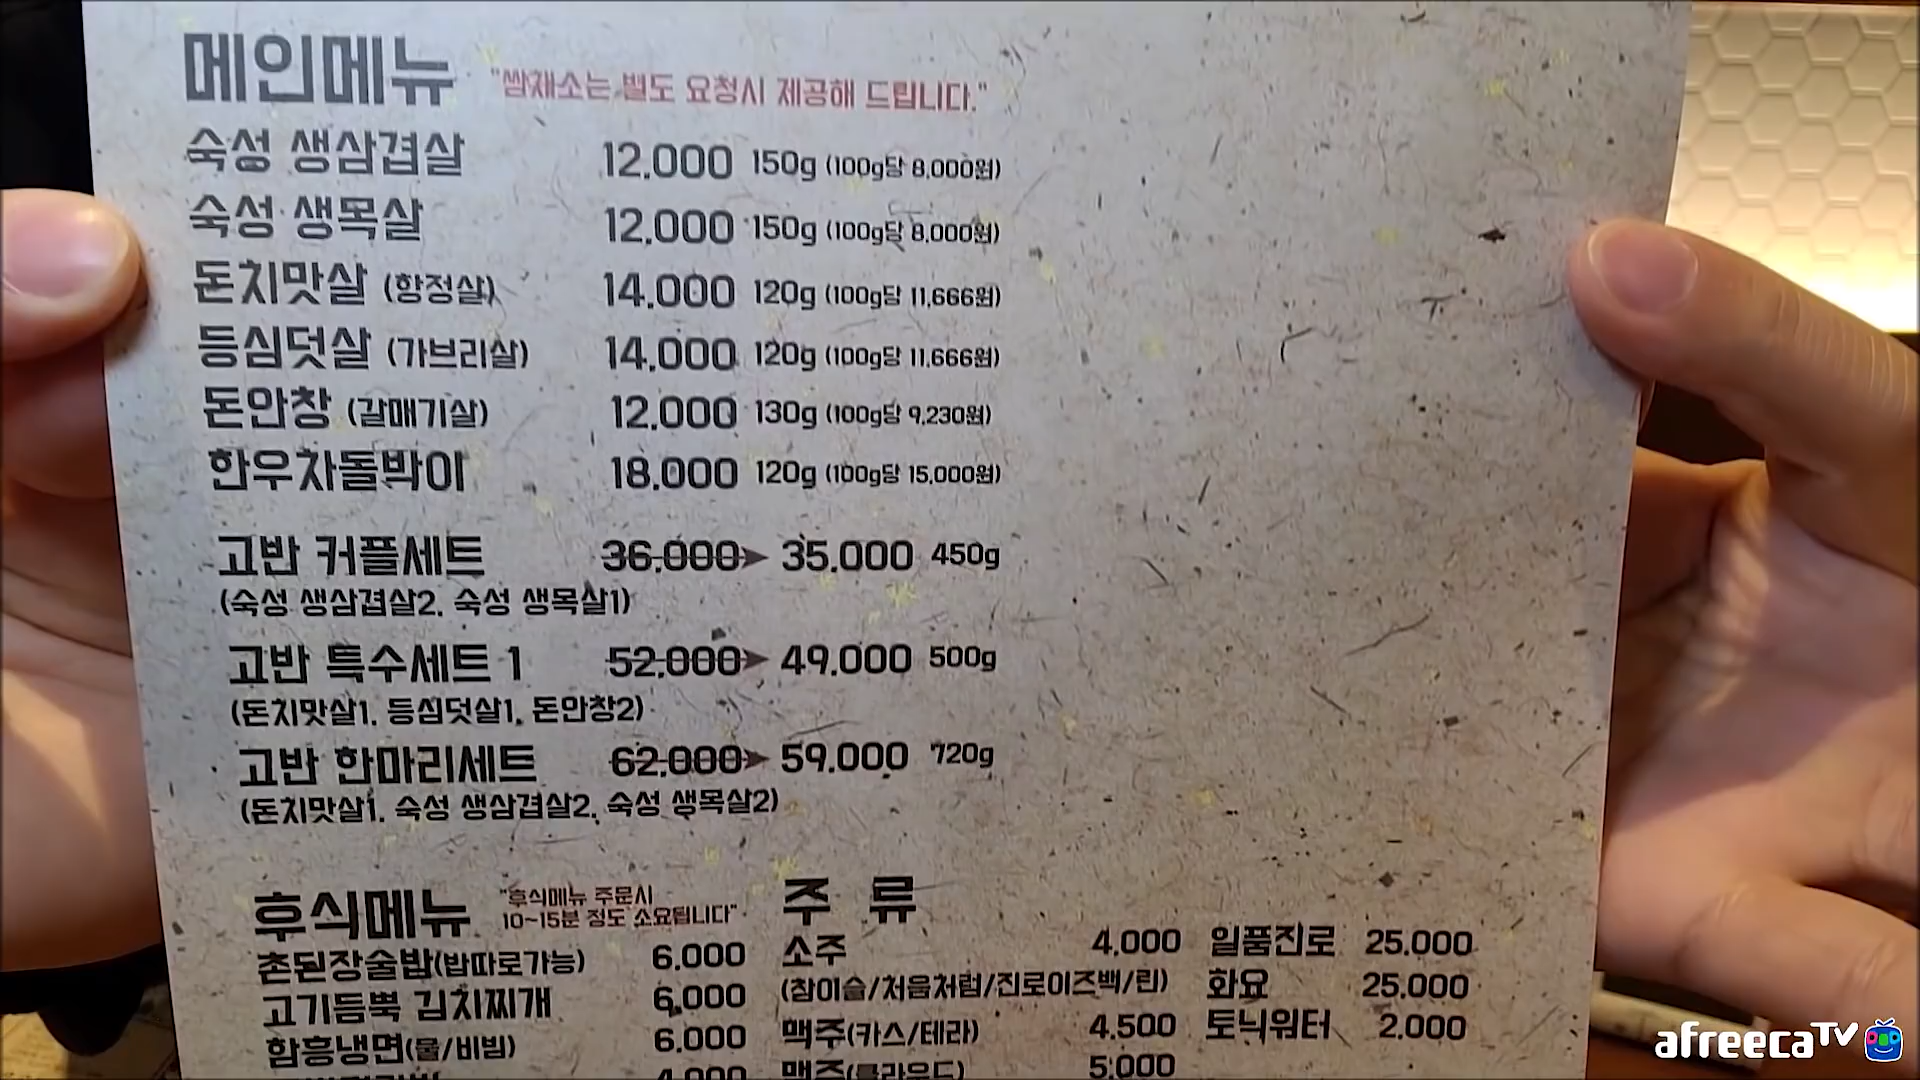 메인메뉴 "쌈채소는 별도 요청시 제공해 드립니다."
숙성 생삼겹살 12.000 150g (100g당 8.000원)
숙성 생목살 12.000 150g (100g당 8.000원)
돈치맛살 (항정살) 14.000 120g (100g당 11,666원)
등심덧살 (가브리살) 14.000 120g (100g당 11.666원)
돈안창 (갈매기살) 12.000 130g (100g당 9,230원)
한우차돌박이 18.000 120g (100g당 15,000원)
고반 커플세트 36.000 35.000 450g
(숙성 생삼겹살2. 숙성 생목살1)
고반 특수세트 1 52.000 49.000 500g
(돈치맛살1. 등심덧살1, 돈안창2)
고반 한마리세트 62.000 59.000 720g
(돈치맛살1. 숙성 생삼겹살2. 숙성 생목살2)
후식메뉴 "후식메뉴 주문시
10~15분 정도 소요됩니다"
촌된장술밥(밥따로가능) 6.000
고기듬뿍 김치찌개 6.000
함흥냉면(물/비빔) 6.000
4.000
주 류
소주 4.000
(참이슬/처음처럼/진로이즈백/린)
맥주(카스/테라) 4.500
맥주(클라우드) 5.000
일품진로 25.000
화요 25.000
토닉워터 2.000
afreecaTV